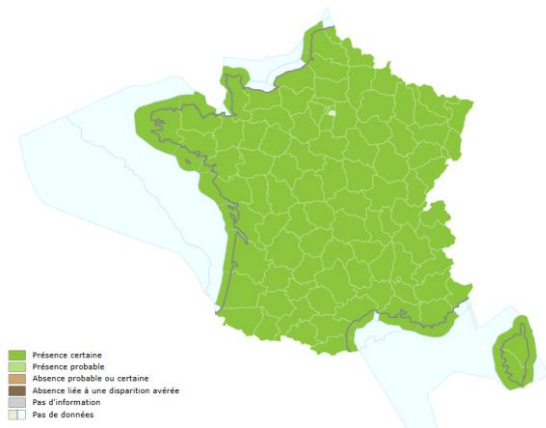 Présence certaine
Présence probable
Absence probable ou certaine
Absence liée à une disparition avérée
Pas d'information
Pas de données